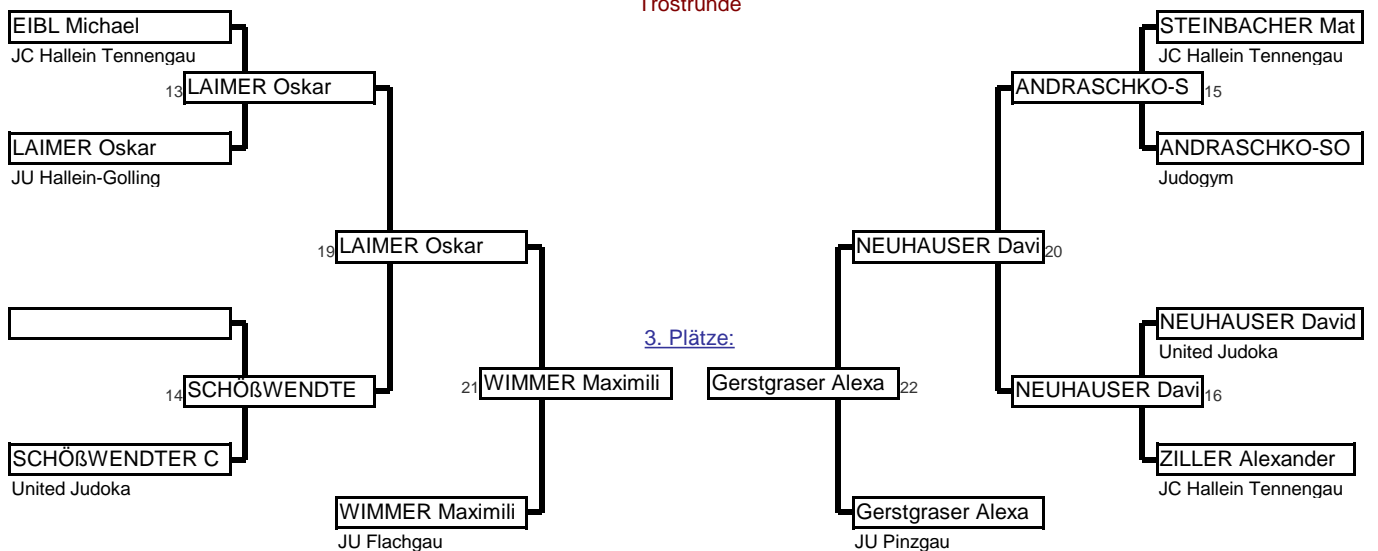 Trostrunde
EIBL Michael
JC Hallein Tennengau
13 LAIMER Oskar
LAIMER Oskar
JU Hallein-Golling
19 LAIMER Oskar
14 SCHÖßWENDTE
SCHÖßWENDTER C
United Judoka
21 WIMMER Maximili
WIMMER Maximili
JU Flachgau
3. Plätze:
STEINBACHER Mat
JC Hallein Tennengau
ANDRASCHKO-S 15
ANDRASCHKO-SO
Judogym
NEUHAUSER Davi 20
NEUHAUSER David
United Judoka
Gerstgraser Alexa 22
NEUHAUSER Davi 16
ZILLER Alexander
JC Hallein Tennengau
Gerstgraser Alexa
JU Pinzgau